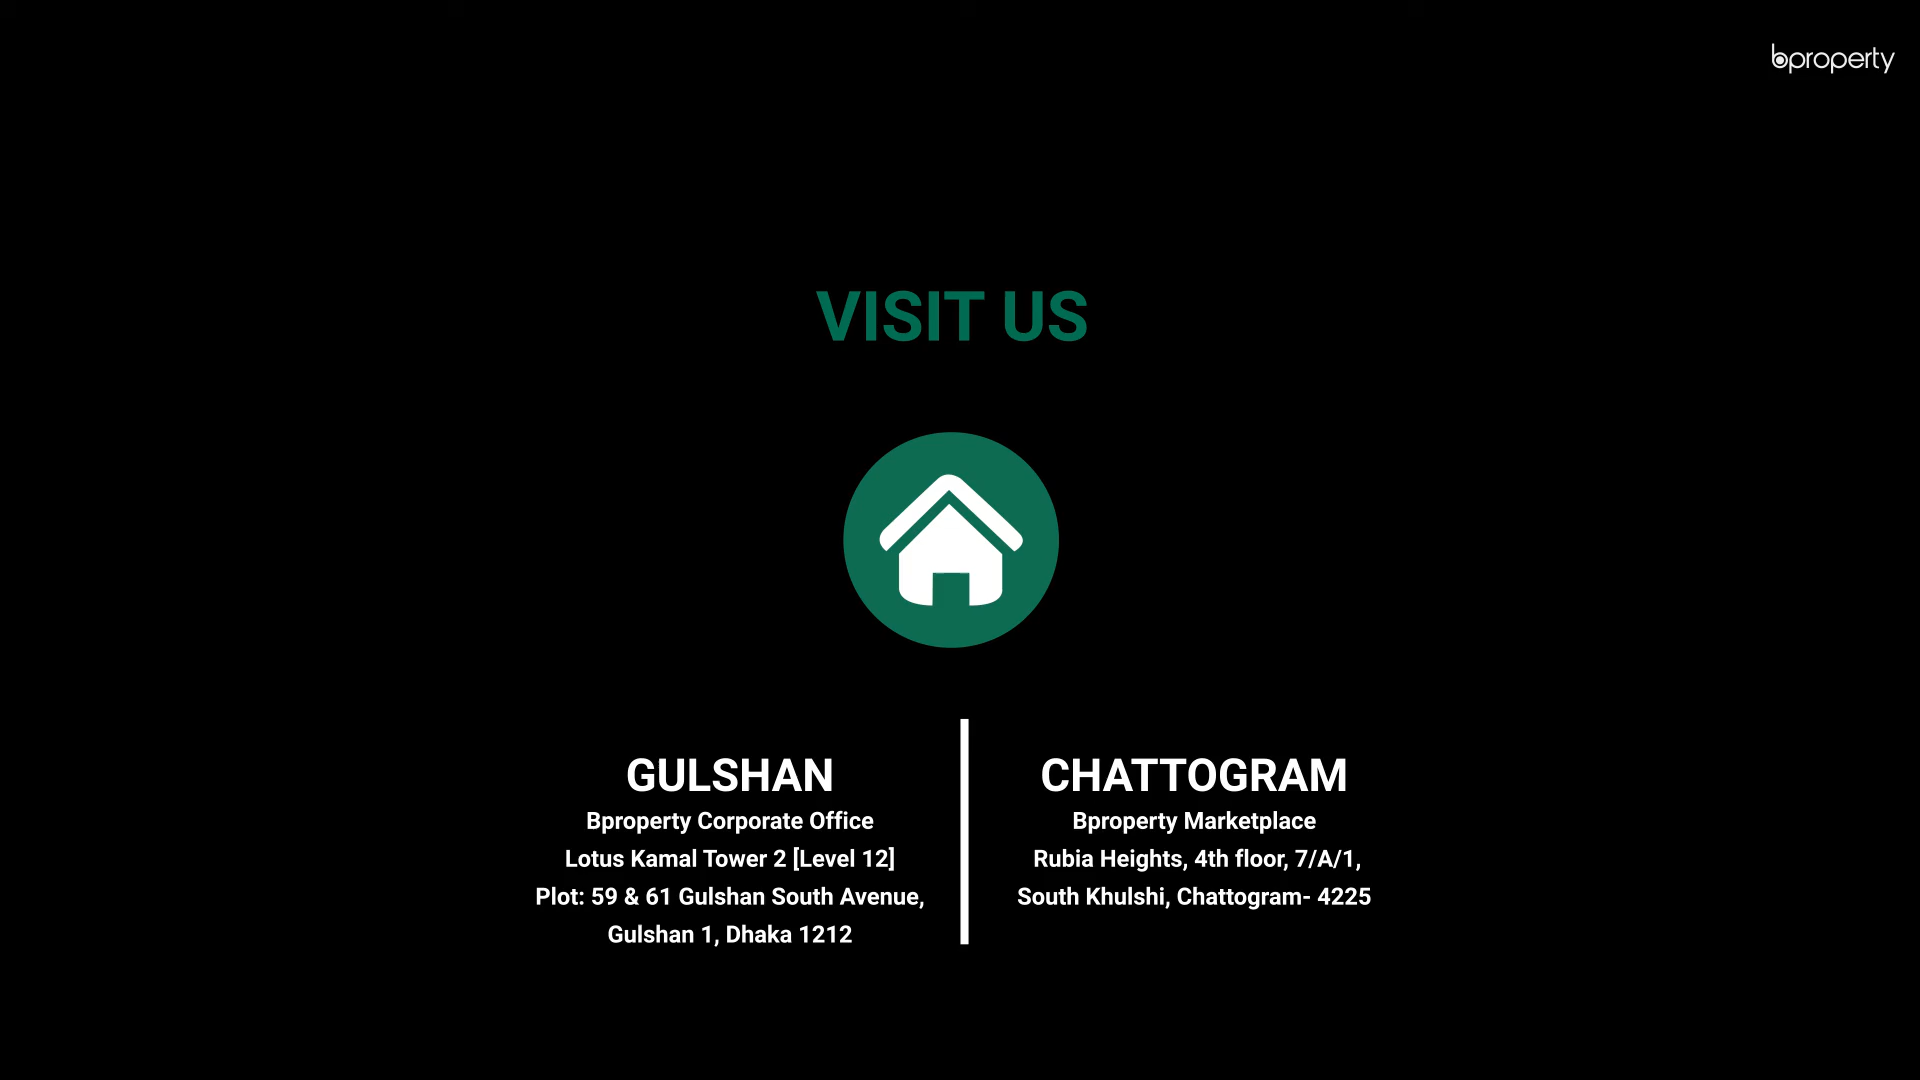 bproperty
VISIT US
GULSHAN
Bproperty Corporate Office
Lotus Kamal Tower 2 [Level 12]
Plot: 59 & 61 Gulshan South Avenue,
Gulshan 1, Dhaka 1212
CHATTOGRAM
Bproperty Marketplace
Rubia Heights, 4th floor, 7/A/1,
South Khulshi, Chattogram- 4225